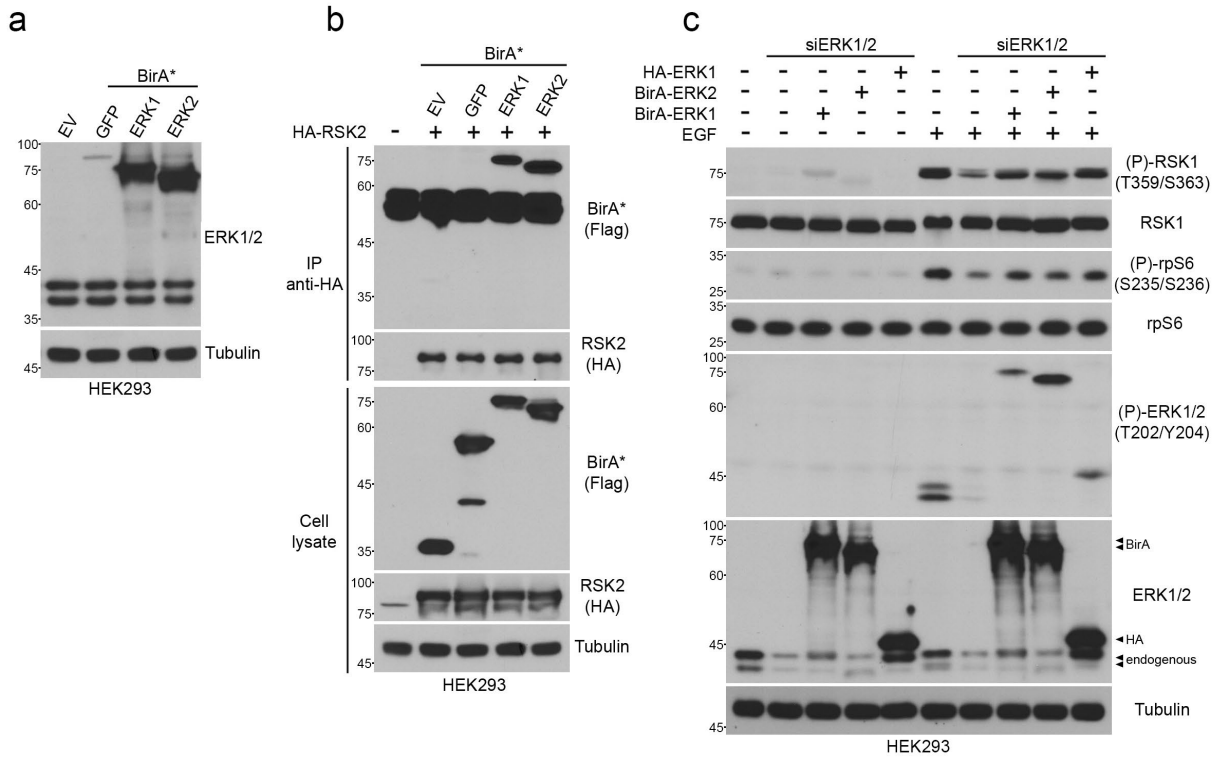 a
BirA*
EV
GFP
ERK1
ERK2
100
75
60
45
35
ERK1/2
45
Tubulin
HEK293
b
BirA*
EV
GFP
ERK1
ERK2
HA-RSK2 - + + + +
IP
anti-HA
75
60
45
35
BirA*
(Flag)
100
75
RSK2
(HA)
Cell
lysate
75
60
45
35
BirA*
(Flag)
100
75
RSK2
(HA)
45
Tubulin
HEK293
c
siERK1/2 siERK1/2
HA-ERK1 - - - - + - - - - +
BirA-ERK2 - - - + - - - - + -
BirA-ERK1 - - + - - - - + - -
EGF - - - - - + + + + +
75
(P)-RSK1
(T359/S363)
75
RSK1
35
25
(P)-rpS6
(S235/S236)
35
25
rpS6
100
75
60
45
(P)-ERK1/2
(T202/Y204)
100
75
60
45
BirA
ERK1/2
HA
endogenous
45
Tubulin
HEK293